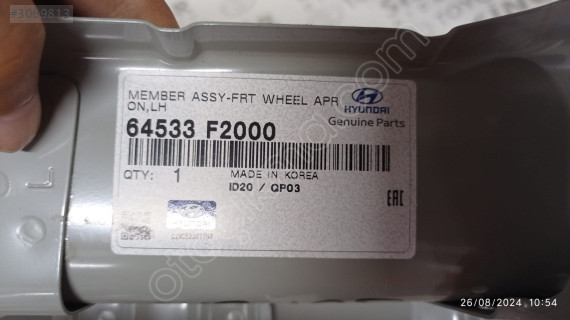 #3099813
MEMBER ASSY-FRT WHEEL APR
ON,LH
HYUNDAI
Genuine Parts
64533 F2000
QTY: 1
MADE IN KOREA
ID20 / QP03
EAC
L
26/08/2024, 10:54